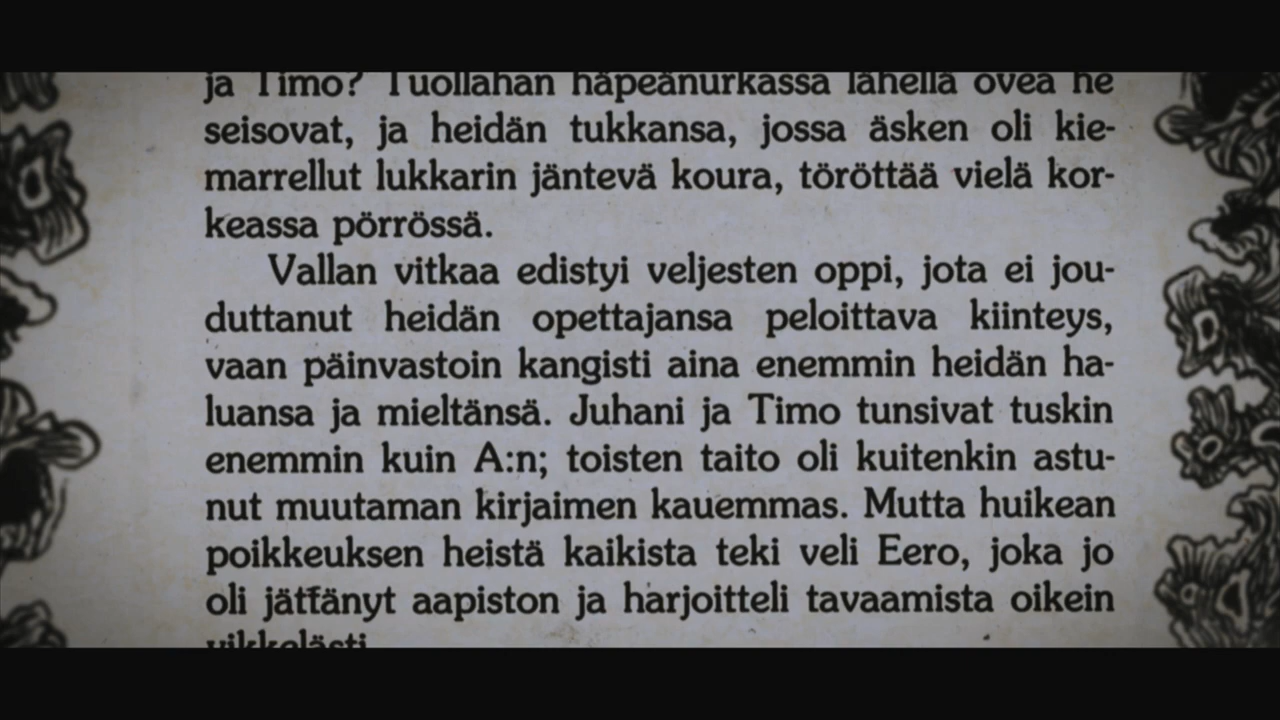 ja Timo? Tuollahan häpeänurkassa lähellä ovea he
seisovat, ja heidän tukkansa, jossa äsken oli kie-
marrellut lukkarin jäntevä koura, töröttää vielä kor-
keassa pörrössä.
Vallan vitkaa edistyi veljesten oppi, jota ei jou-
duttanut heidän opettajansa peloittava kiinteys,
vaan päinvastoin kangisti aina enemmin heidän ha-
luansa ja mieltänsä. Juhani ja Timo tunsivat tuskin
enemmin kuin A:n; toisten taito oli kuitenkin astu-
nut muutaman kirjaimen kauemmas. Mutta huikean
poikkeuksen heistä kaikista teki veli Eero, joka jo
oli jättänyt aapiston ja harjoitteli tavaamista oikein
vikkelästi.